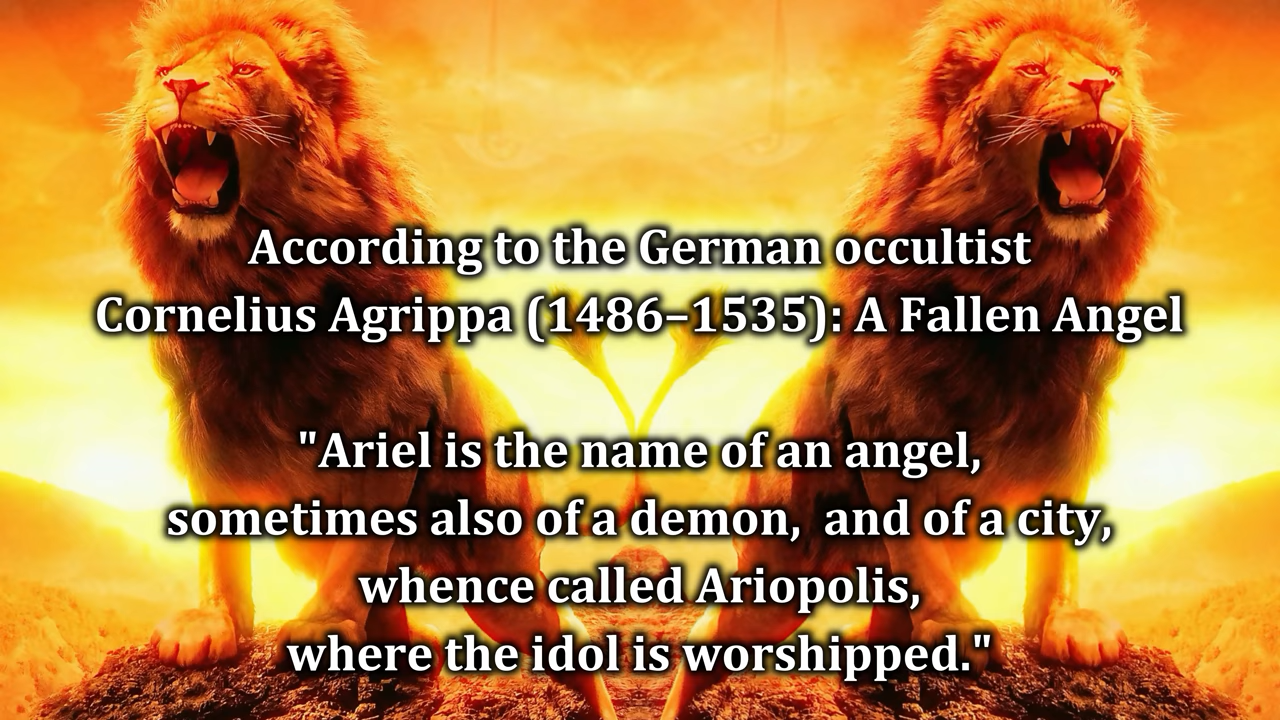 According to the German occultist
Cornelius Agrippa (1486–1535): A Fallen Angel
"Ariel is the name of an angel,
sometimes also of a demon,  and of a city,
whence called Ariopolis,
where the idol is worshipped."